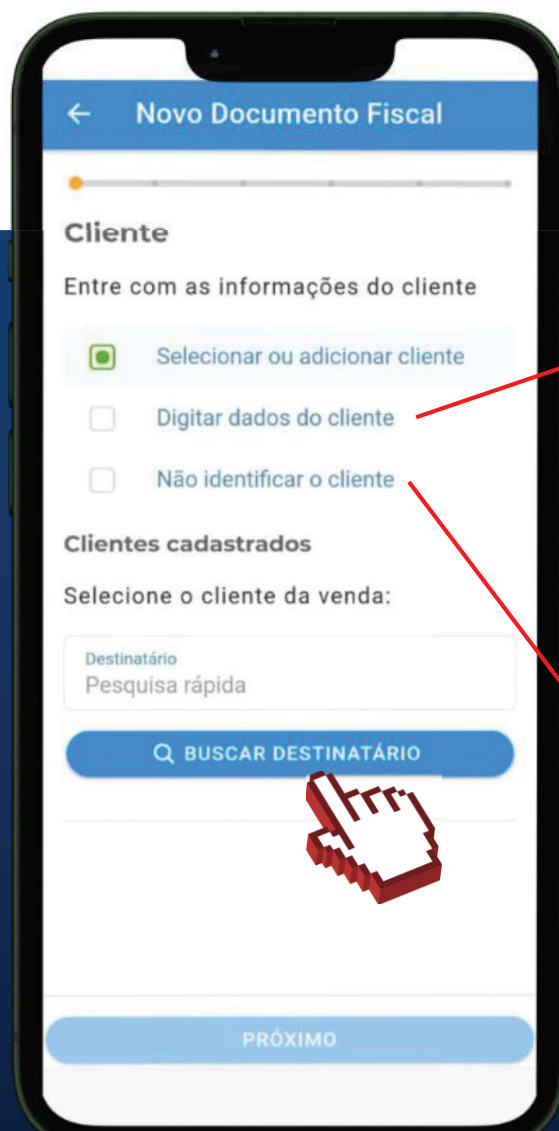 Novo Documento Fiscal
Cliente
Entre com as informações do cliente
Selecionar ou adicionar cliente
Digitar dados do cliente
Não identificar o cliente
Clientes cadastrados
Selecione o cliente da venda:
Destinatário
Pesquisa rápida
BUSCAR DESTINATÁRIO
PRÓXIMO